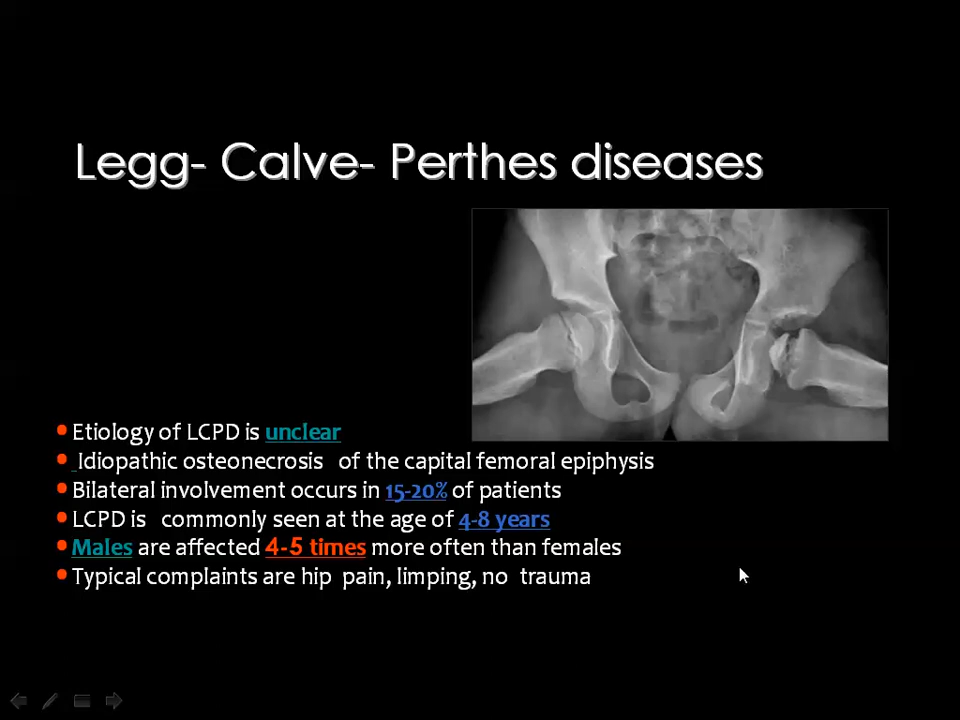 Legg- Calve- Perthes diseases
• Etiology of LCPD is unclear
• Idiopathic osteonecrosis of the capital femoral epiphysis
• Bilateral involvement occurs in 15-20% of patients
• LCPD is commonly seen at the age of 4-8 years
• Males are affected 4-5 times more often than females
• Typical complaints are hip pain, limping, no trauma